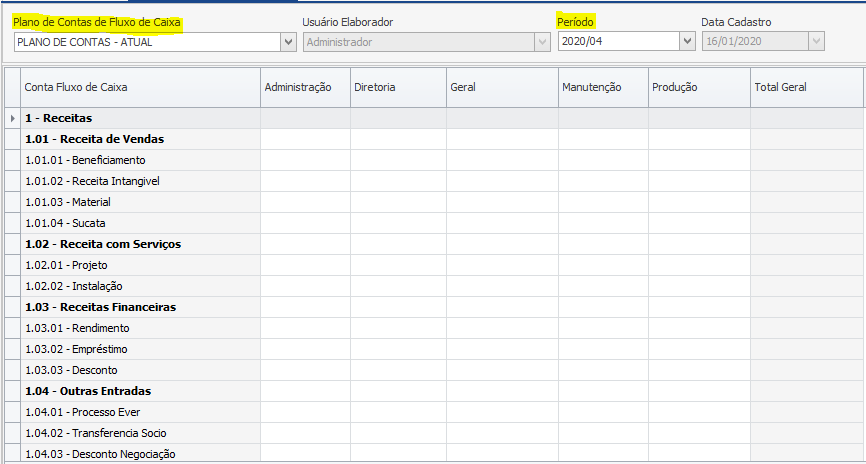 Plano de Contas de Fluxo de Caixa Usuário Elaborador Período Data Cadastro
PLANO DE CONTAS - ATUAL Administrador 2020/04 16/01/2020
Conta Fluxo de Caixa Administração Diretoria Geral Manutenção Produção Total Geral
1 - Receitas
1.01 - Receita de Vendas
1.01.01 - Beneficiamento
1.01.02 - Receita Intangivel
1.01.03 - Material
1.01.04 - Sucata
1.02 - Receita com Serviços
1.02.01 - Projeto
1.02.02 - Instalação
1.03 - Receitas Financeiras
1.03.01 - Rendimento
1.03.02 - Empréstimo
1.03.03 - Desconto
1.04 - Outras Entradas
1.04.01 - Processo Ever
1.04.02 - Transferencia Socio
1.04.03 - Desconto Negociação